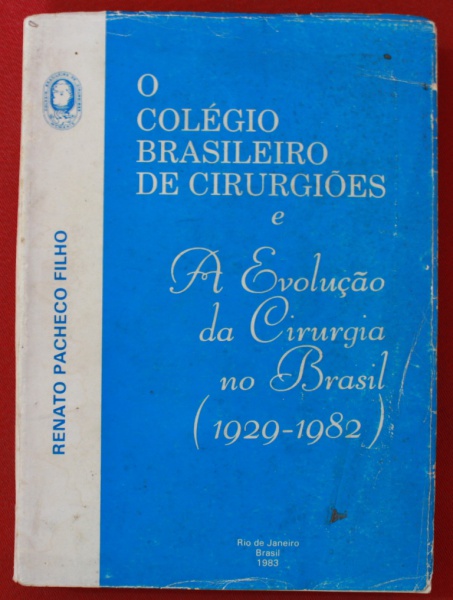 O
COLÉGIO
BRASILEIRO
DE CIRURGIÕES
e
A Evolução
da Cirurgia
no Brasil
(1929-1982)
RENATO PACHECO FILHO
Rio de Janeiro
Brasil
1983